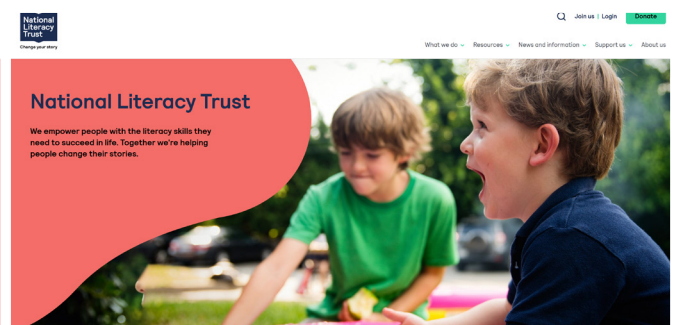 National
Literacy
Trust
Change your story
Join us | Login
Donate
What we do
Resources
News and information
Support us
About us
National Literacy Trust
We empower people with the literacy skills they
need to succeed in life. Together we're helping
people change their stories.